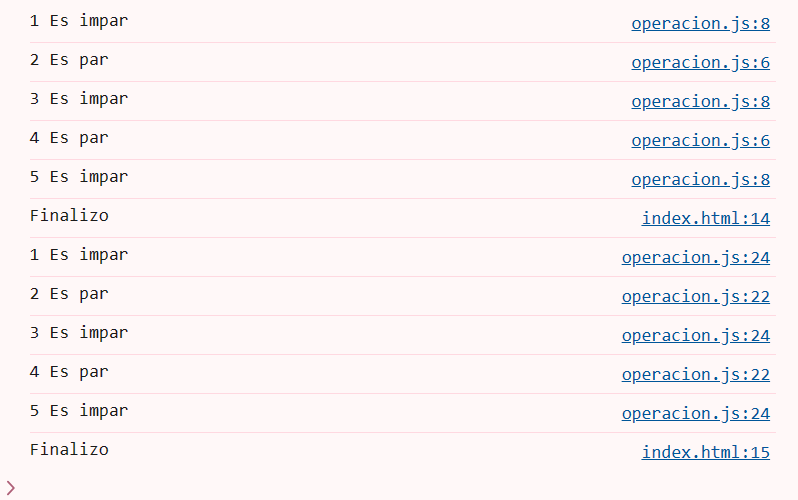 1 Es impar operacion.js:8
2 Es par operacion.js:6
3 Es impar operacion.js:8
4 Es par operacion.js:6
5 Es impar operacion.js:8
Finalizo index.html:14
1 Es impar operacion.js:24
2 Es par operacion.js:22
3 Es impar operacion.js:24
4 Es par operacion.js:22
5 Es impar operacion.js:24
Finalizo index.html:15